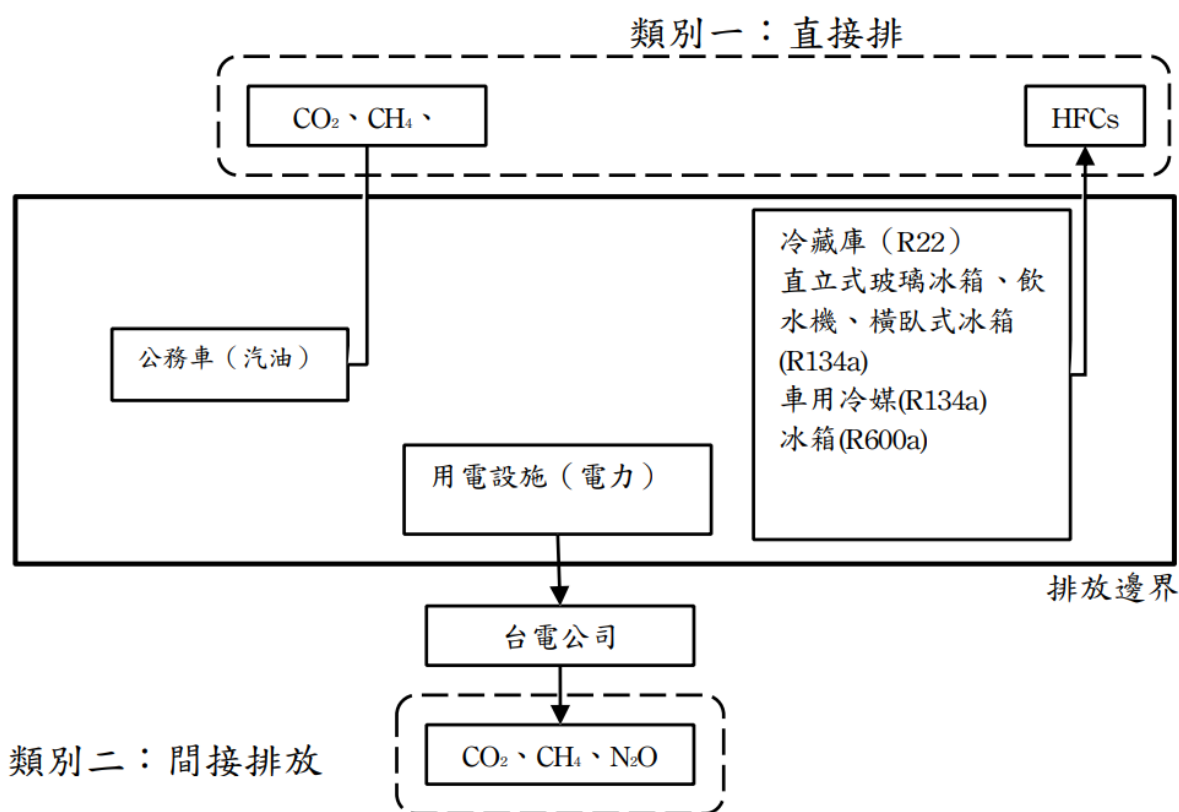 類別一：直接排
CO₂、CH₄、
HFCs
冷藏庫（R22）
直立式玻璃冰箱、飲
水機、橫臥式冰箱
(R134a)
車用冷媒(R134a)
冰箱(R600a)
公務車（汽油）
用電設施（電力）
排放邊界
台電公司
CO₂、CH₄、N₂O
類別二：間接排放